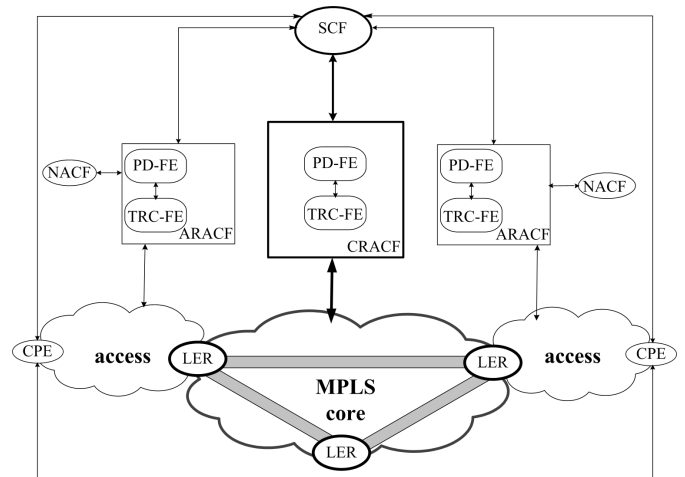 SCF
PD-FE
TRC-FE
ARACF
NACF
PD-FE
TRC-FE
CRACF
PD-FE
TRC-FE
ARACF
NACF
CPE
access
LER
MPLS
core
LER
LER
access
CPE